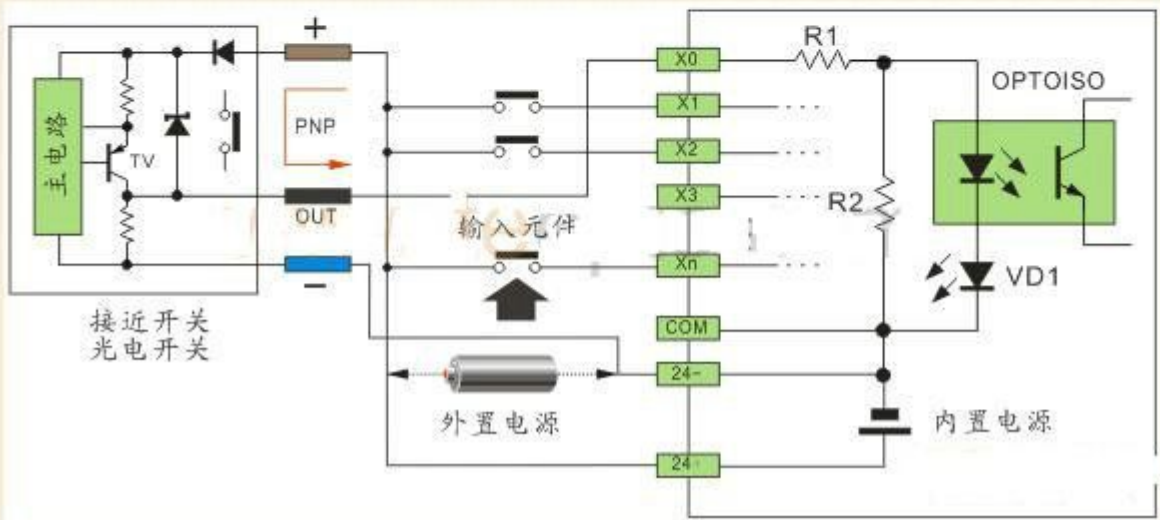 +
主电路
TV
PNP
OUT
−
接近开关
光电开关
输入元件
外置电源
X0
X1
X2
X3
Xn
COM
24-
24
R1
R2
OPTOISO
VD1
内置电源